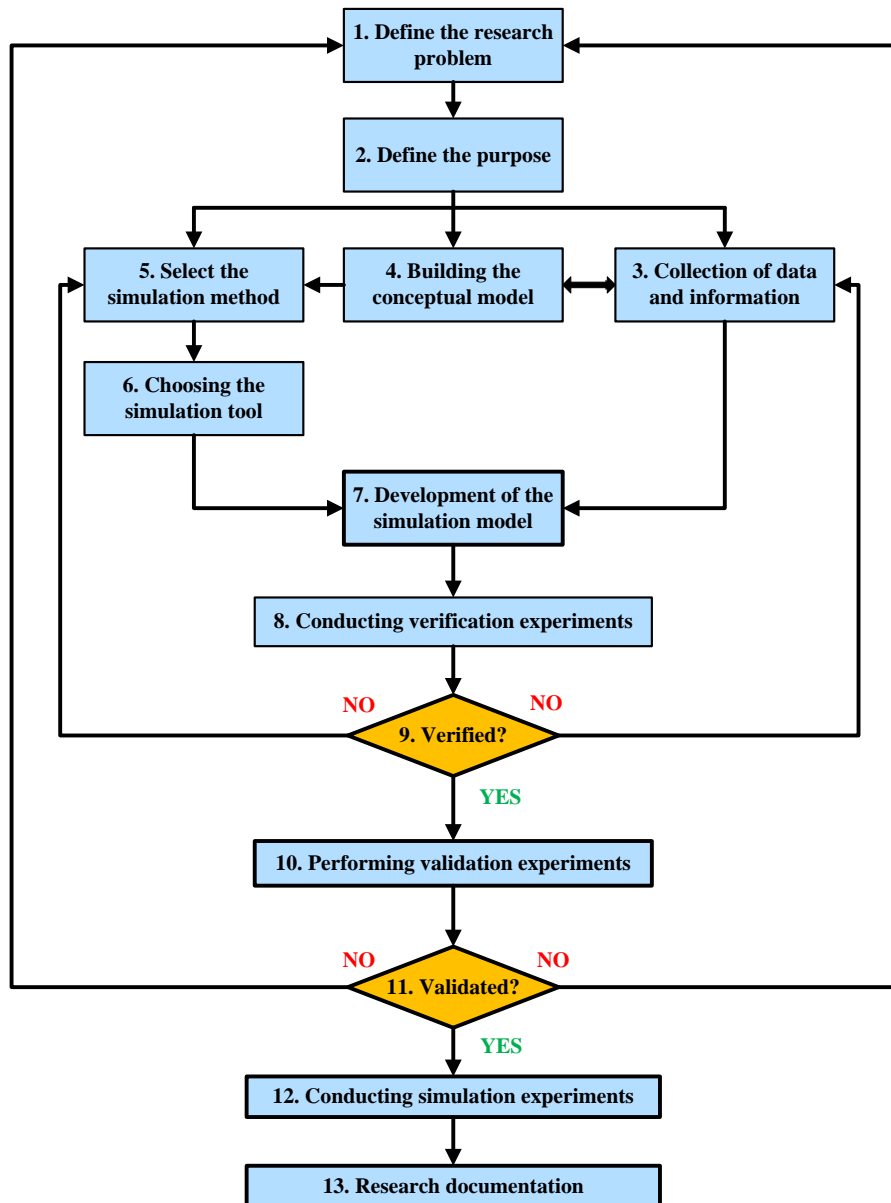 1. Define the research
problem
2. Define the purpose
5. Select the
simulation method
4. Building the
conceptual model
3. Collection of data
and information
6. Choosing the
simulation tool
7. Development of the
simulation model
8. Conducting verification experiments
NO
NO
9. Verified?
YES
10. Performing validation experiments
NO
NO
11. Validated?
YES
12. Conducting simulation experiments
13. Research documentation